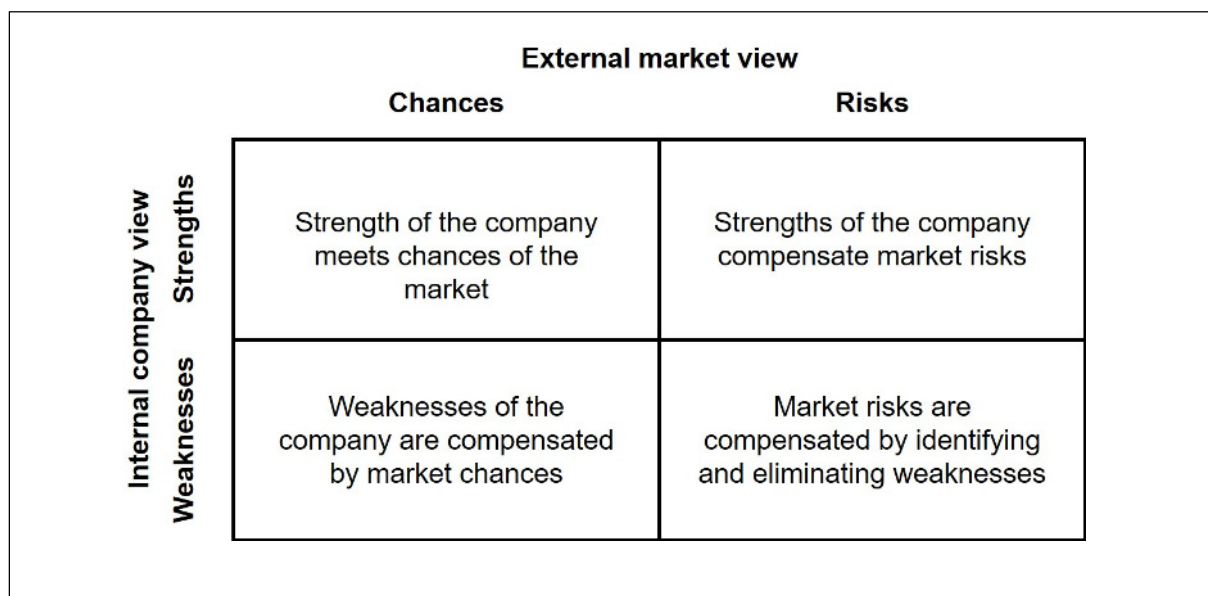 External market view
Chances
Risks
Internal company view
Strengths
Weaknesses
Strength of the company
meets chances of the
market
Strengths of the company
compensate market risks
Weaknesses of the
company are compensated
by market chances
Market risks are
compensated by identifying
and eliminating weaknesses